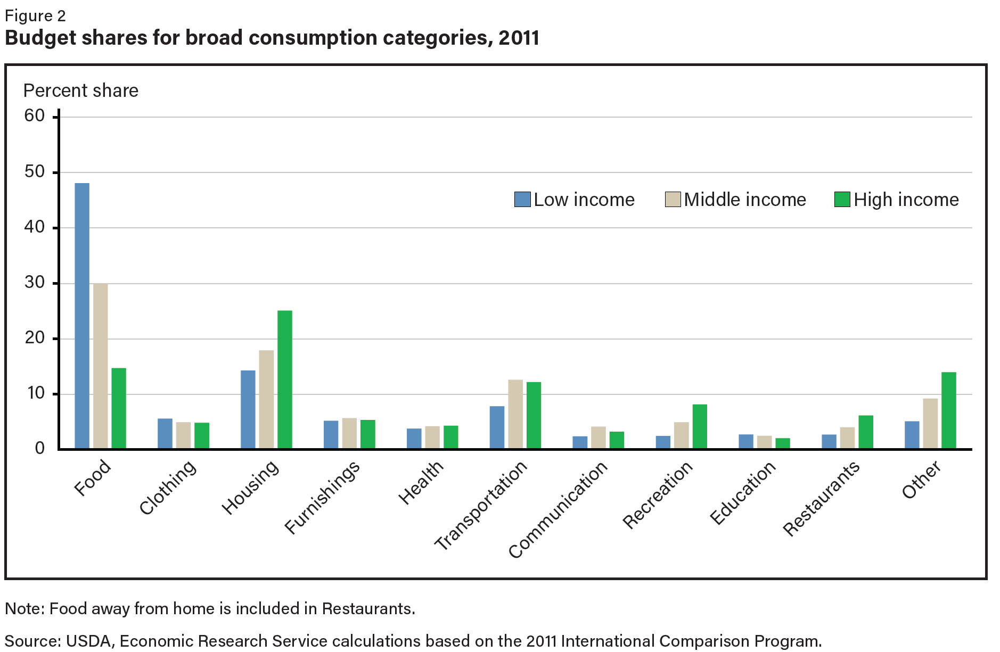 Figure 2
Budget shares for broad consumption categories, 2011
Percent share
60
50
40
30
20
10
0
Low income
Middle income
High income
Food
Clothing
Housing
Furnishings
Health
Transportation
Communication
Recreation
Education
Restaurants
Other
Note: Food away from home is included in Restaurants.
Source: USDA, Economic Research Service calculations based on the 2011 International Comparison Program.